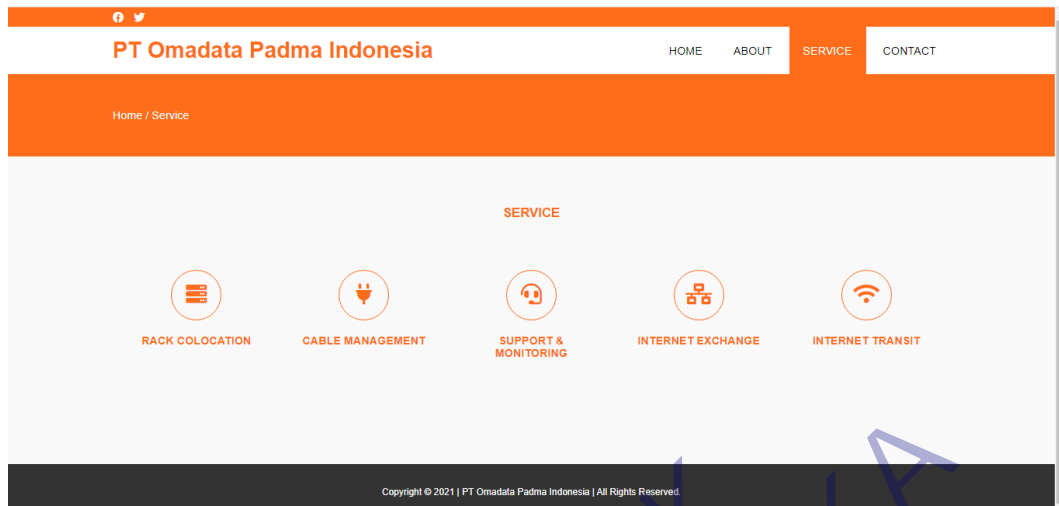 PT Omadata Padma Indonesia
HOME ABOUT SERVICE CONTACT
Home / Service
SERVICE
RACK COLOCATION
CABLE MANAGEMENT
SUPPORT &
MONITORING
INTERNET EXCHANGE
INTERNET TRANSIT
Copyright © 2021 | PT Omadata Padma Indonesia | All Rights Reserved.